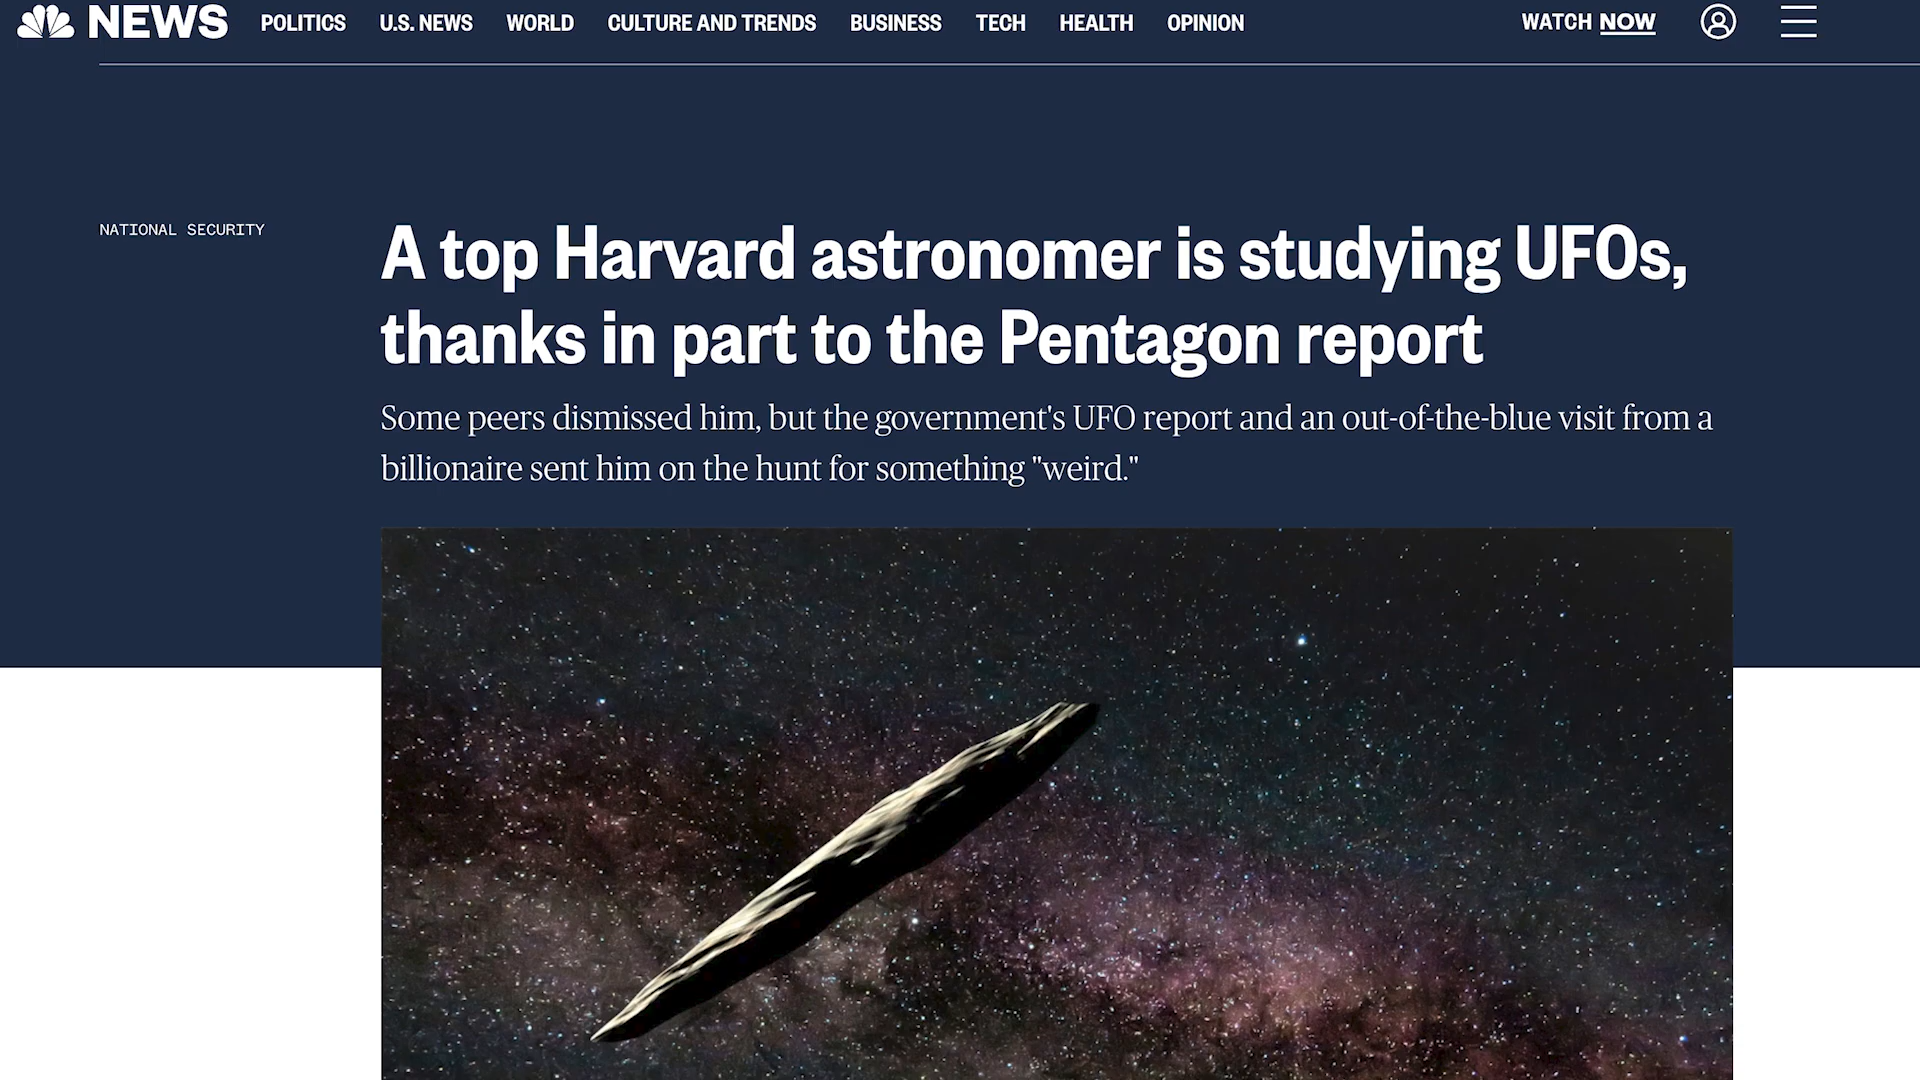 NEWS POLITICS U.S. NEWS WORLD CULTURE AND TRENDS BUSINESS TECH HEALTH OPINION WATCH NOW
NATIONAL SECURITY
A top Harvard astronomer is studying UFOs,
thanks in part to the Pentagon report
Some peers dismissed him, but the government's UFO report and an out-of-the-blue visit from a
billionaire sent him on the hunt for something "weird."